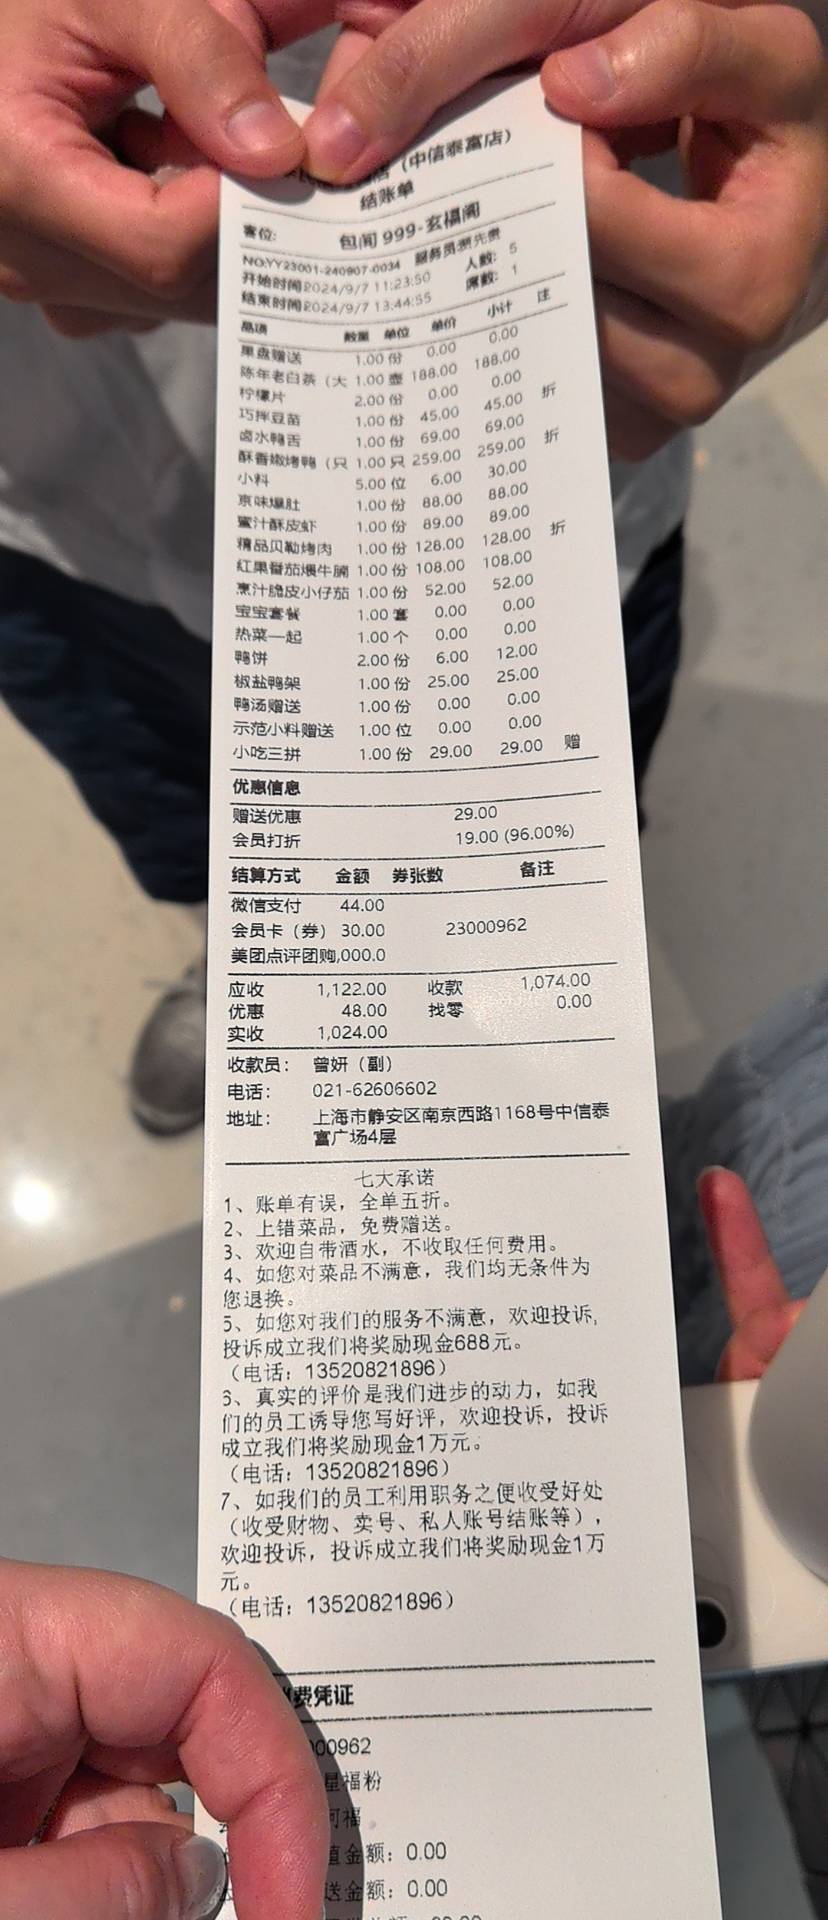 店（中信泰富店）
结账单
客位: 包间 999-玄福阁
NO:YY23001-240907-0034 服务员:
开始时间2024/9/7 11:23:50 人数: 5
结束时间2024/9/7 13:44:55 席数: 1
品项 数量 单位 单价 小计 注
果盘赠送 1.00 份 0.00 0.00
陈年老白茶（大 1.00 壶 188.00 188.00
柠檬片 2.00 份 0.00 0.00
巧拌豆苗 1.00 份 45.00 45.00 折
卤水鸭舌 1.00 份 69.00 69.00
酥香嫩烤鸭（只 1.00 只 259.00 259.00 折
小料 5.00 位 6.00 30.00
京味爆肚 1.00 份 88.00 88.00
蜜汁酥皮虾 1.00 份 89.00 89.00
精品贝勒烤肉 1.00 份 128.00 128.00 折
红果番茄煨牛腩 1.00 份 108.00 108.00
烹汁脆皮小仔茄 1.00 份 52.00 52.00
宝宝套餐 1.00 套 0.00 0.00
热菜一起 1.00 个 0.00 0.00
鸭饼 2.00 份 6.00 12.00
椒盐鸭架 1.00 份 25.00 25.00
鸭汤赠送 1.00 份 0.00 0.00
示范小料赠送 1.00 位 0.00 0.00
小吃三拼 1.00 份 29.00 29.00 赠
优惠信息
赠送优惠 29.00
会员打折 19.00 (96.00%)
结算方式 金额 券张数 备注
微信支付 44.00
会员卡（券） 30.00 23000962
美团点评团购,000.0
应收 1,122.00 收款 1,074.00
优惠 48.00 找零 0.00
实收 1,024.00
收款员: 曾妍（副）
电话: 021-62606602
地址: 上海市静安区南京西路1168号中信泰
富广场4层
七大承诺
1、账单有误，全单五折。
2、上错菜品，免费赠送。
3、欢迎自带酒水，不收取任何费用。
4、如您对菜品不满意，我们均无条件为
您退换。
5、如您对我们的服务不满意，欢迎投诉,
投诉成立我们将奖励现金688元。
（电话: 13520821896）
6、真实的评价是我们进步的动力，如我
们的员工诱导您写好评，欢迎投诉，投诉
成立我们将奖励现金1万元。
（电话: 13520821896）
7、如我们的员工利用职务之便收受好处
（收受财物、卖号、私人账号结账等），
欢迎投诉，投诉成立我们将奖励现金1万
元。
（电话: 13520821896）
费凭证
00962
星福粉
福
金额: 0.00
送金额: 0.00